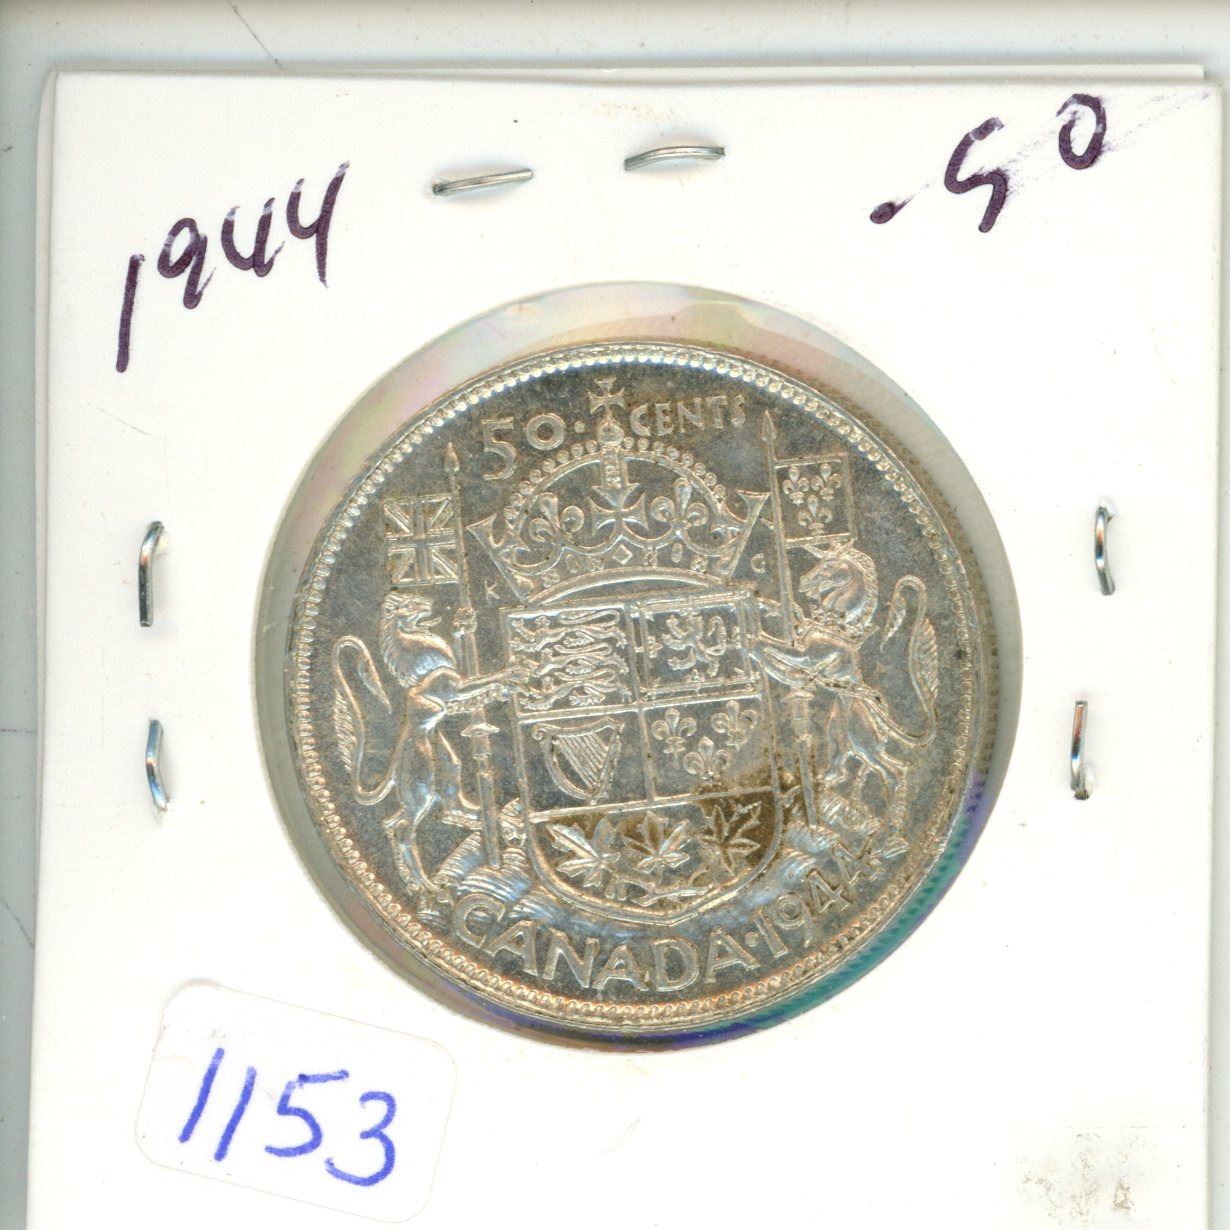 1944
.50
50 · CENTS
K G
CANADA · 1944
1153